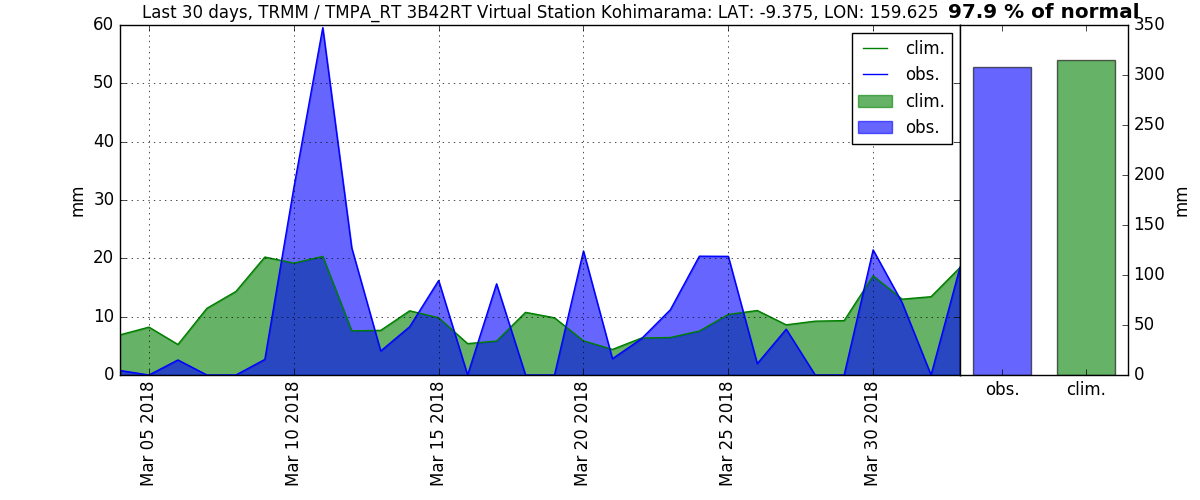 Last 30 days, TRMM / TMPA_RT 3B42RT Virtual Station Kohimarama: LAT: -9.375, LON: 159.625 97.9 % of normal
60
50
40
30
20
10
0
mm
clim.
obs.
clim.
obs.
Mar 05 2018
Mar 10 2018
Mar 15 2018
Mar 20 2018
Mar 25 2018
Mar 30 2018
350
300
250
200
150
100
50
0
mm
obs.
clim.